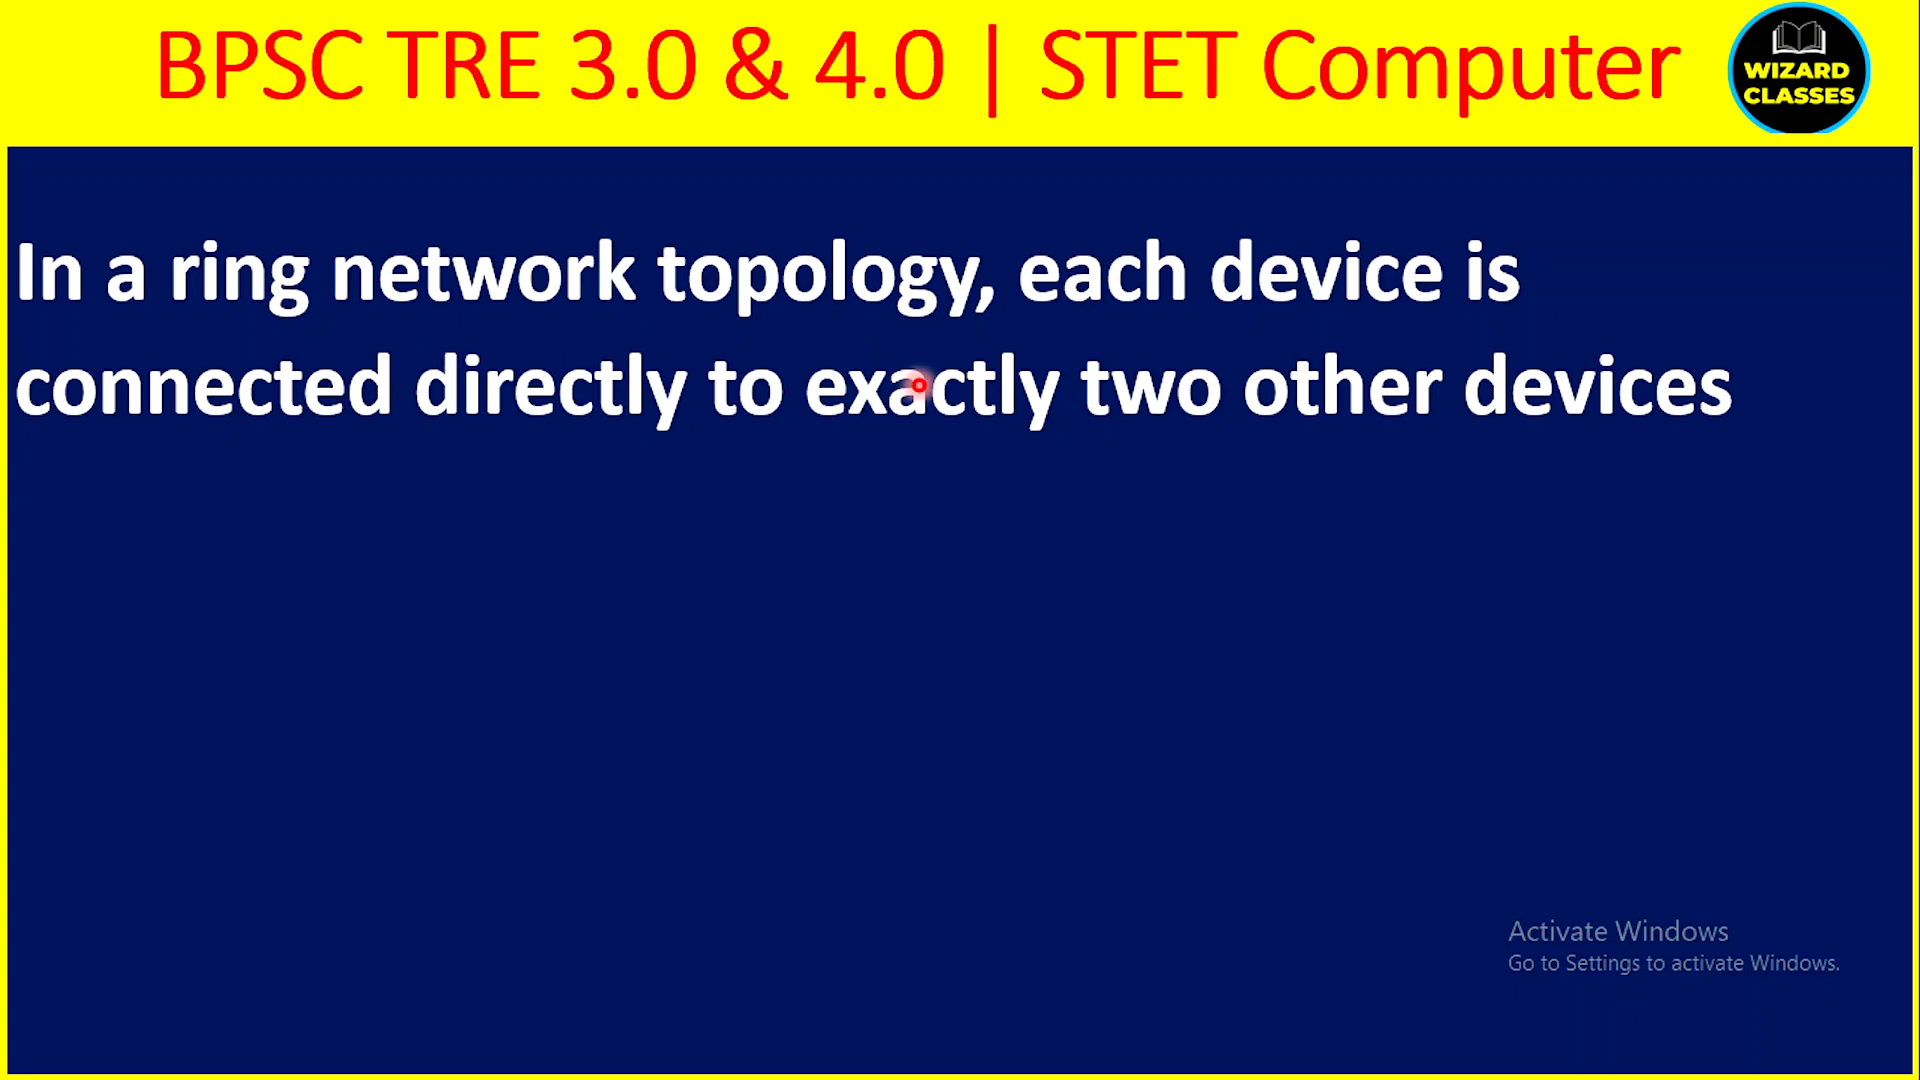 BPSC TRE 3.0 & 4.0 | STET Computer
WIZARD
CLASSES
In a ring network topology, each device is
connected directly to exactly two other devices
Activate Windows
Go to Settings to activate Windows.